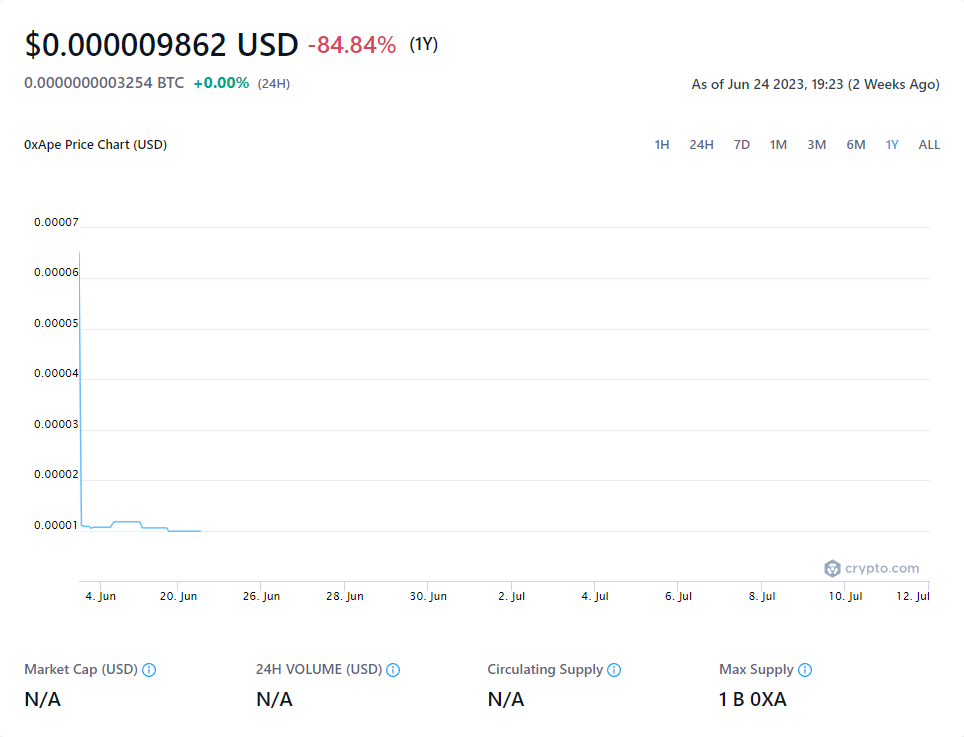 $0.000009862 USD -84.84% (1Y)
0.0000000003254 BTC +0.00% (24H)
As of Jun 24 2023, 19:23 (2 Weeks Ago)
0xApe Price Chart (USD)
1H 24H 7D 1M 3M 6M 1Y ALL
0.00007
0.00006
0.00005
0.00004
0.00003
0.00002
0.00001
crypto.com
4. Jun 20. Jun 26. Jun 28. Jun 30. Jun 2. Jul 4. Jul 6. Jul 8. Jul 10. Jul 12. Jul
Market Cap (USD) 24H VOLUME (USD) Circulating Supply Max Supply
N/A N/A N/A 1 B 0XA